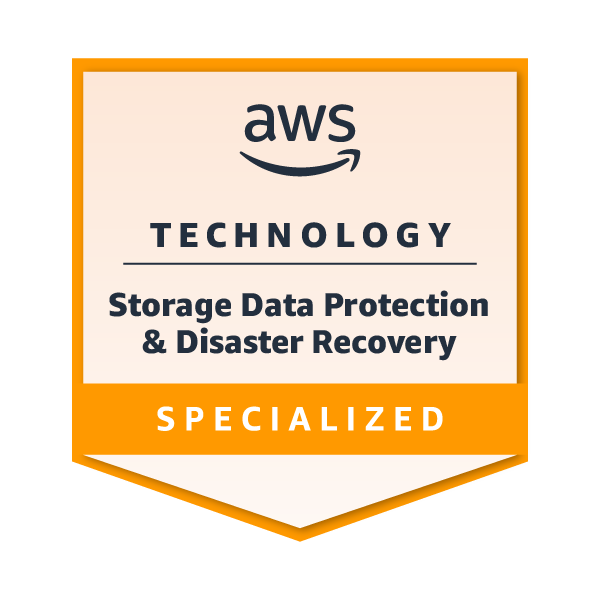 aws
TECHNOLOGY
Storage Data Protection
& Disaster Recovery
SPECIALIZED